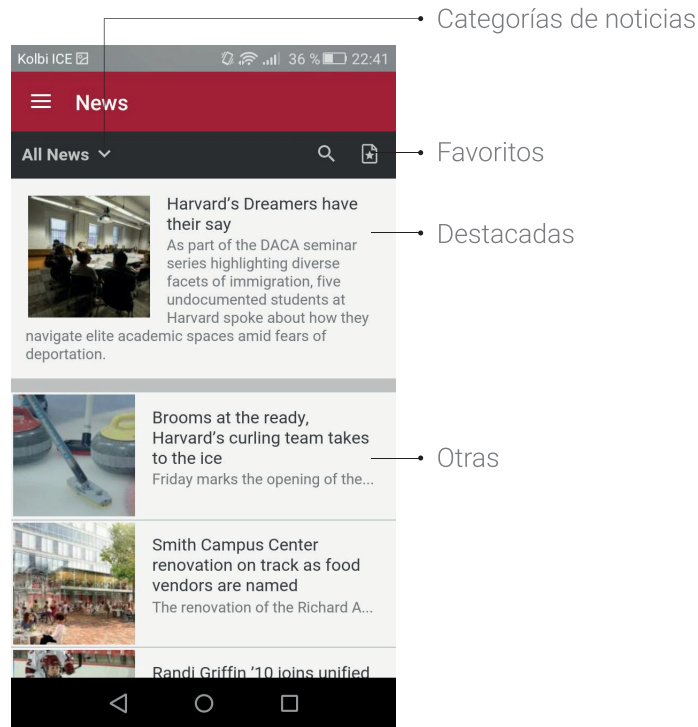 Categorías de noticias
Kolbi ICE 36 % 22:41
News
All News
Favoritos
Harvard's Dreamers have
their say
As part of the DACA seminar
series highlighting diverse
facets of immigration, five
undocumented students at
Harvard spoke about how they
navigate elite academic spaces amid fears of
deportation.
Destacadas
Brooms at the ready,
Harvard's curling team takes
to the ice
Friday marks the opening of the...
Otras
Smith Campus Center
renovation on track as food
vendors are named
The renovation of the Richard A...
Randi Griffin '10 joins unified